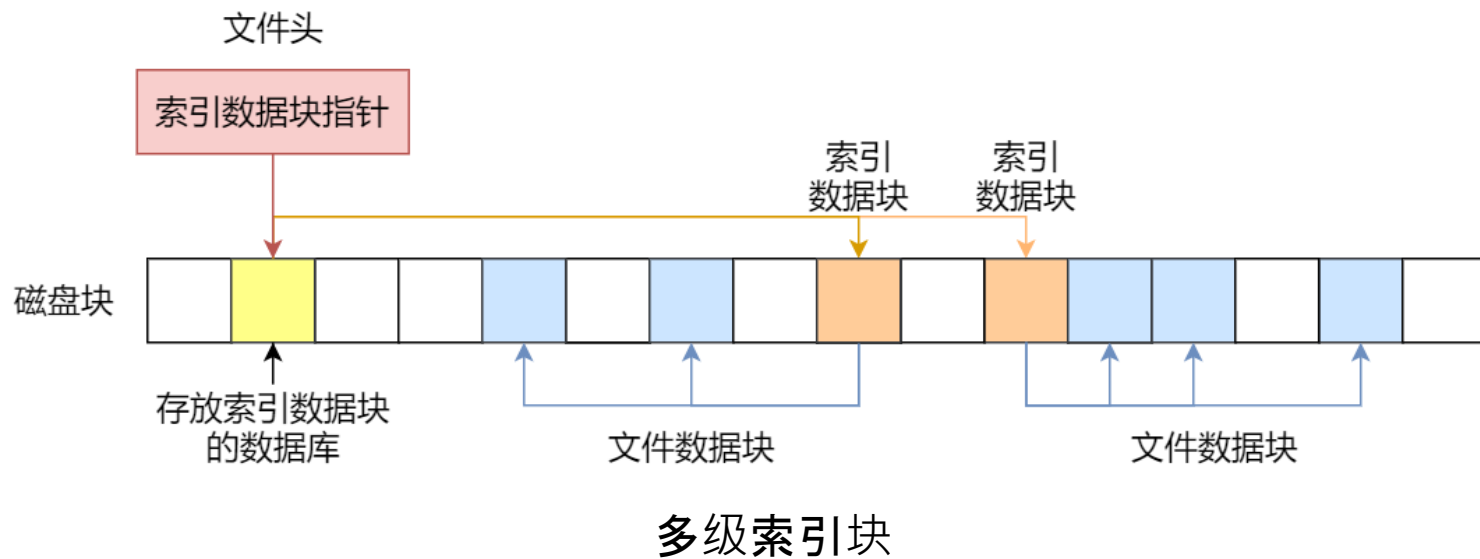 文件头
索引数据块指针
索引
数据块
索引
数据块
磁盘块
存放索引数据块
的数据库
文件数据块
文件数据块
多级索引块